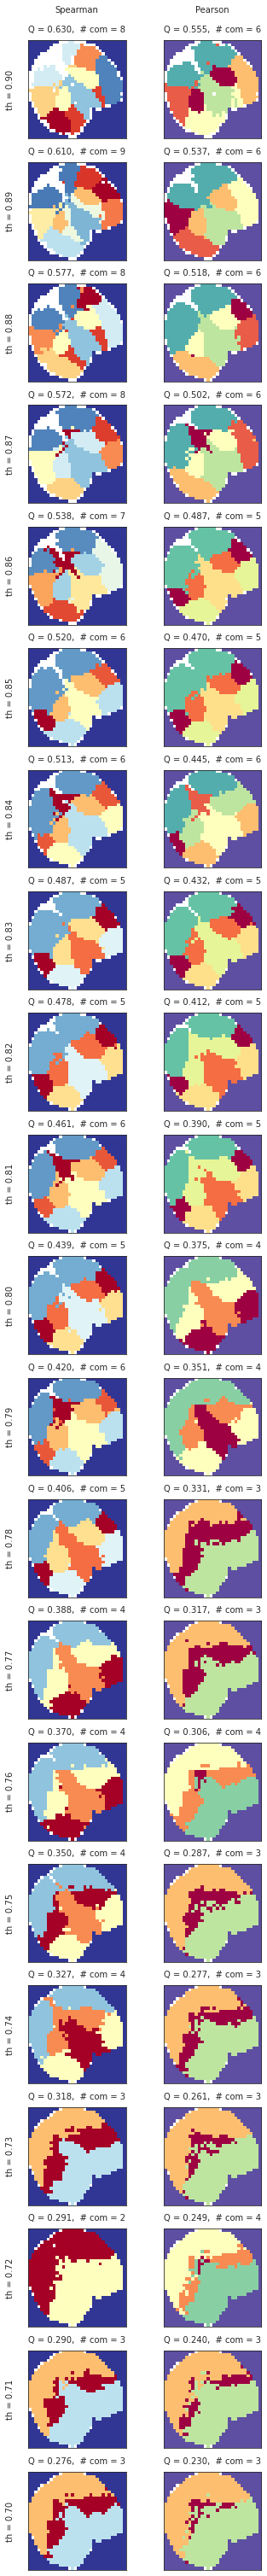 Spearman Pearson
Q = 0.630, # com = 8 Q = 0.555, # com = 6
th = 0.90
Q = 0.610, # com = 9 Q = 0.537, # com = 6
th = 0.89
Q = 0.577, # com = 8 Q = 0.518, # com = 6
th = 0.88
Q = 0.572, # com = 8 Q = 0.502, # com = 6
th = 0.87
Q = 0.538, # com = 7 Q = 0.487, # com = 5
th = 0.86
Q = 0.520, # com = 6 Q = 0.470, # com = 5
th = 0.85
Q = 0.513, # com = 6 Q = 0.445, # com = 6
th = 0.84
Q = 0.487, # com = 5 Q = 0.432, # com = 5
th = 0.83
Q = 0.478, # com = 5 Q = 0.412, # com = 5
th = 0.82
Q = 0.461, # com = 6 Q = 0.390, # com = 5
th = 0.81
Q = 0.439, # com = 5 Q = 0.375, # com = 4
th = 0.80
Q = 0.420, # com = 6 Q = 0.351, # com = 4
th = 0.79
Q = 0.406, # com = 5 Q = 0.331, # com = 3
th = 0.78
Q = 0.388, # com = 4 Q = 0.317, # com = 3
th = 0.77
Q = 0.370, # com = 4 Q = 0.306, # com = 4
th = 0.76
Q = 0.350, # com = 4 Q = 0.287, # com = 3
th = 0.75
Q = 0.327, # com = 4 Q = 0.277, # com = 3
th = 0.74
Q = 0.318, # com = 3 Q = 0.261, # com = 3
th = 0.73
Q = 0.291, # com = 2 Q = 0.249, # com = 4
th = 0.72
Q = 0.290, # com = 3 Q = 0.240, # com = 3
th = 0.71
Q = 0.276, # com = 3 Q = 0.230, # com = 3
th = 0.70